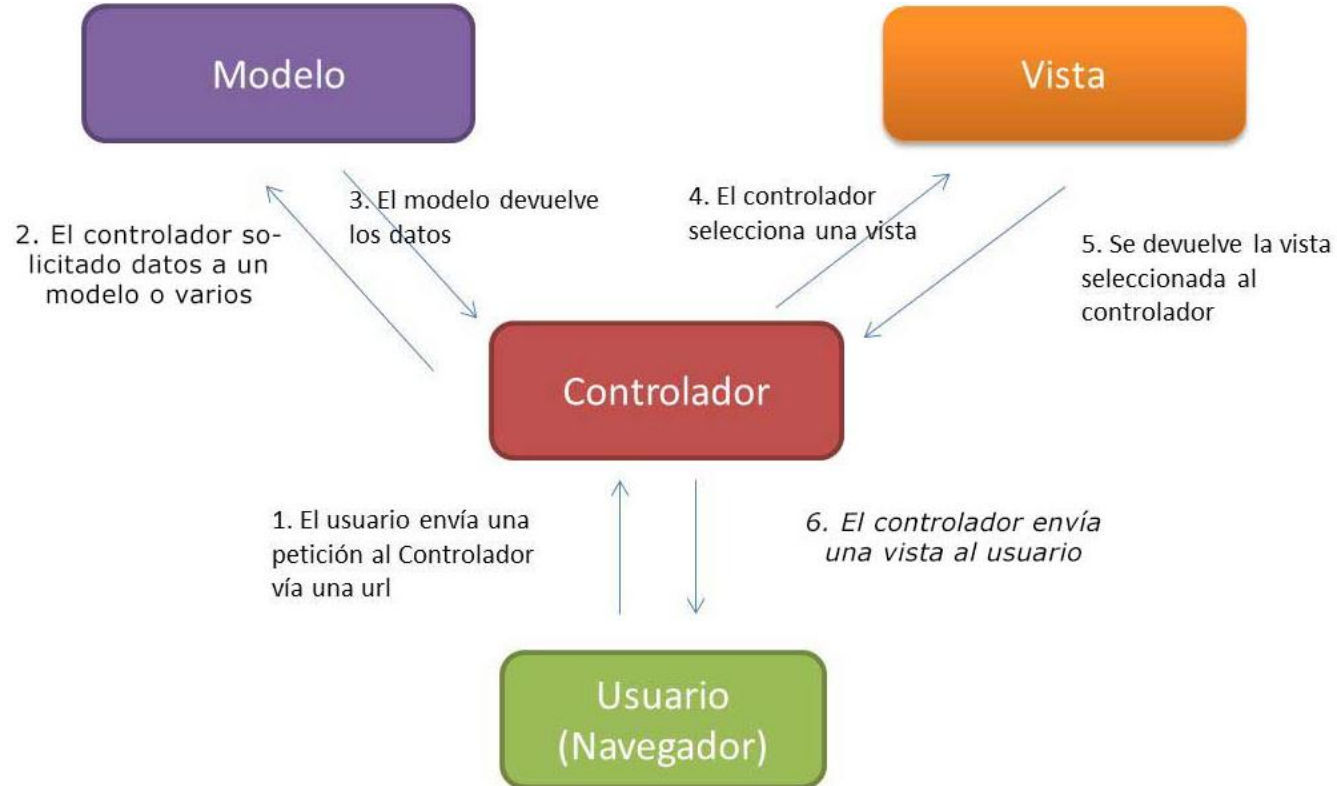 Modelo
Vista
2. El controlador so-
licitado datos a un
modelo o varios
3. El modelo devuelve
los datos
4. El controlador
selecciona una vista
5. Se devuelve la vista
seleccionada al
controlador
Controlador
1. El usuario envía una
petición al Controlador
vía una url
6. El controlador envía
una vista al usuario
Usuario
(Navegador)